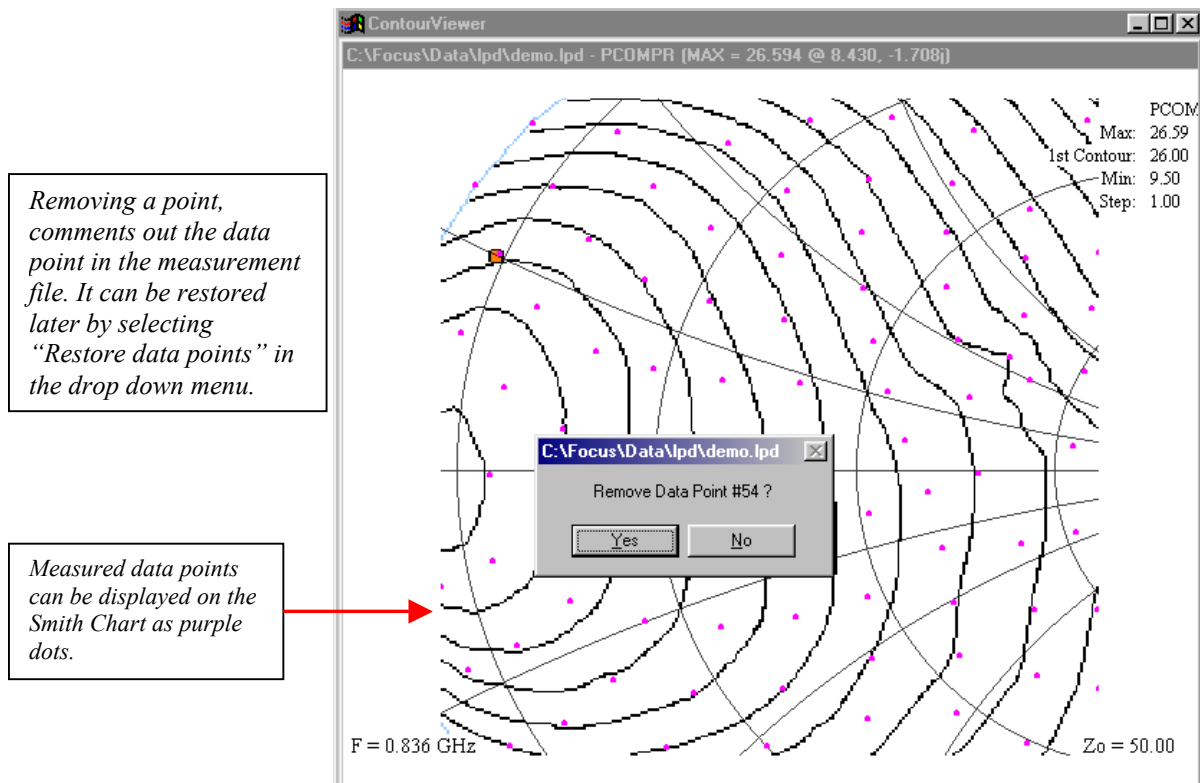 ContourViewer
C:\Focus\Data\lpd\demo.lpd - PCOMPR (MAX = 26.594 @ 8.430, -1.708j)
PCOM
Max: 26.59
1st Contour: 26.00
Min: 9.50
Step: 1.00
Removing a point,
comments out the data
point in the measurement
file. It can be restored
later by selecting
“Restore data points” in
the drop down menu.
C:\Focus\Data\lpd\demo.lpd
Remove Data Point #54 ?
Yes
No
Measured data points
can be displayed on the
Smith Chart as purple
dots.
F = 0.836 GHz
Zo = 50.00